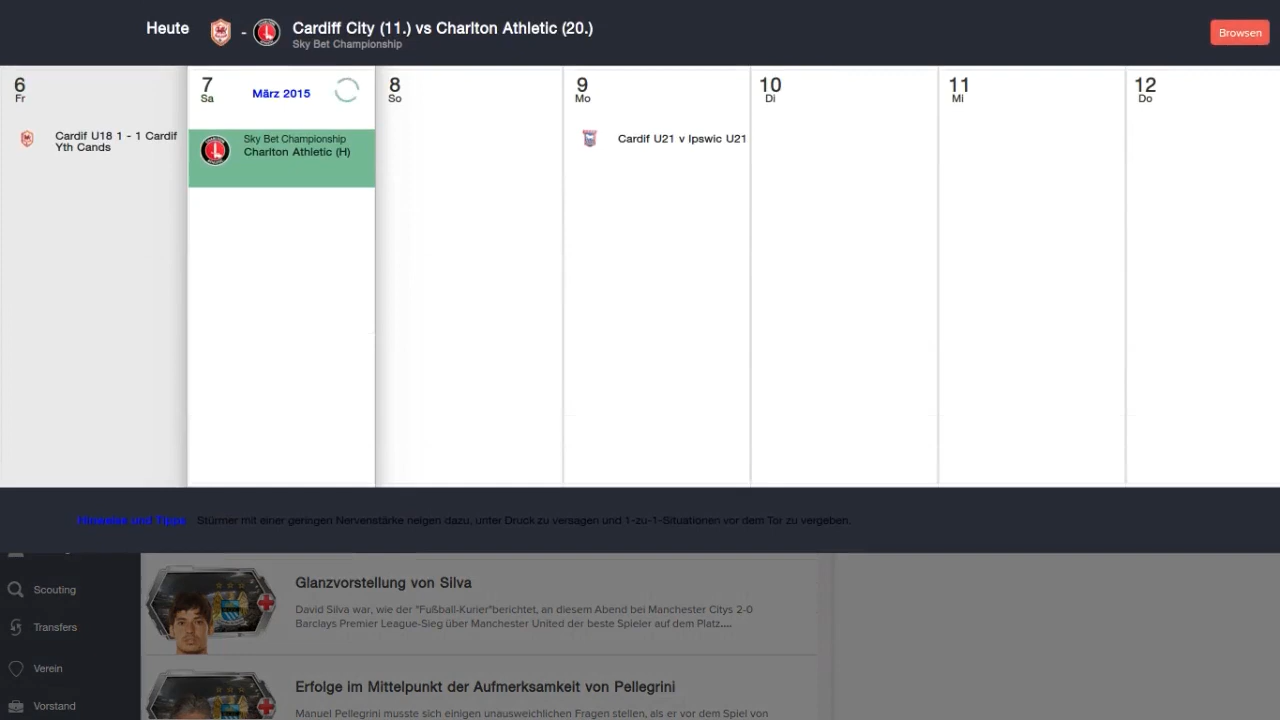 Heute - Cardiff City (11.) vs Charlton Athletic (20.)
Sky Bet Championship
Browsen
6
Fr
7
Sa
März 2015
8
So
9
Mo
10
Di
11
Mi
12
Do
Cardif U18 1 - 1 Cardif
Yth Cands
Sky Bet Championship
Charlton Athletic (H)
Cardif U21 v Ipswic U21
Hinweise und Tipps Stürmer mit einer geringen Nervenstärke neigen dazu, unter Druck zu versagen und 1-zu-1-Situationen vor dem Tor zu vergeben.
Scouting
Transfers
Verein
Vorstand
Glanzvorstellung von Silva
David Silva war, wie der "Fußball-Kurier"berichtet, an diesem Abend bei Manchester Citys 2-0
Barclays Premier League-Sieg über Manchester United der beste Spieler auf dem Platz....
Erfolge im Mittelpunkt der Aufmerksamkeit von Pellegrini
Manuel Pellegrini musste sich einigen unausweichlichen Fragen stellen, als er vor dem Spiel von